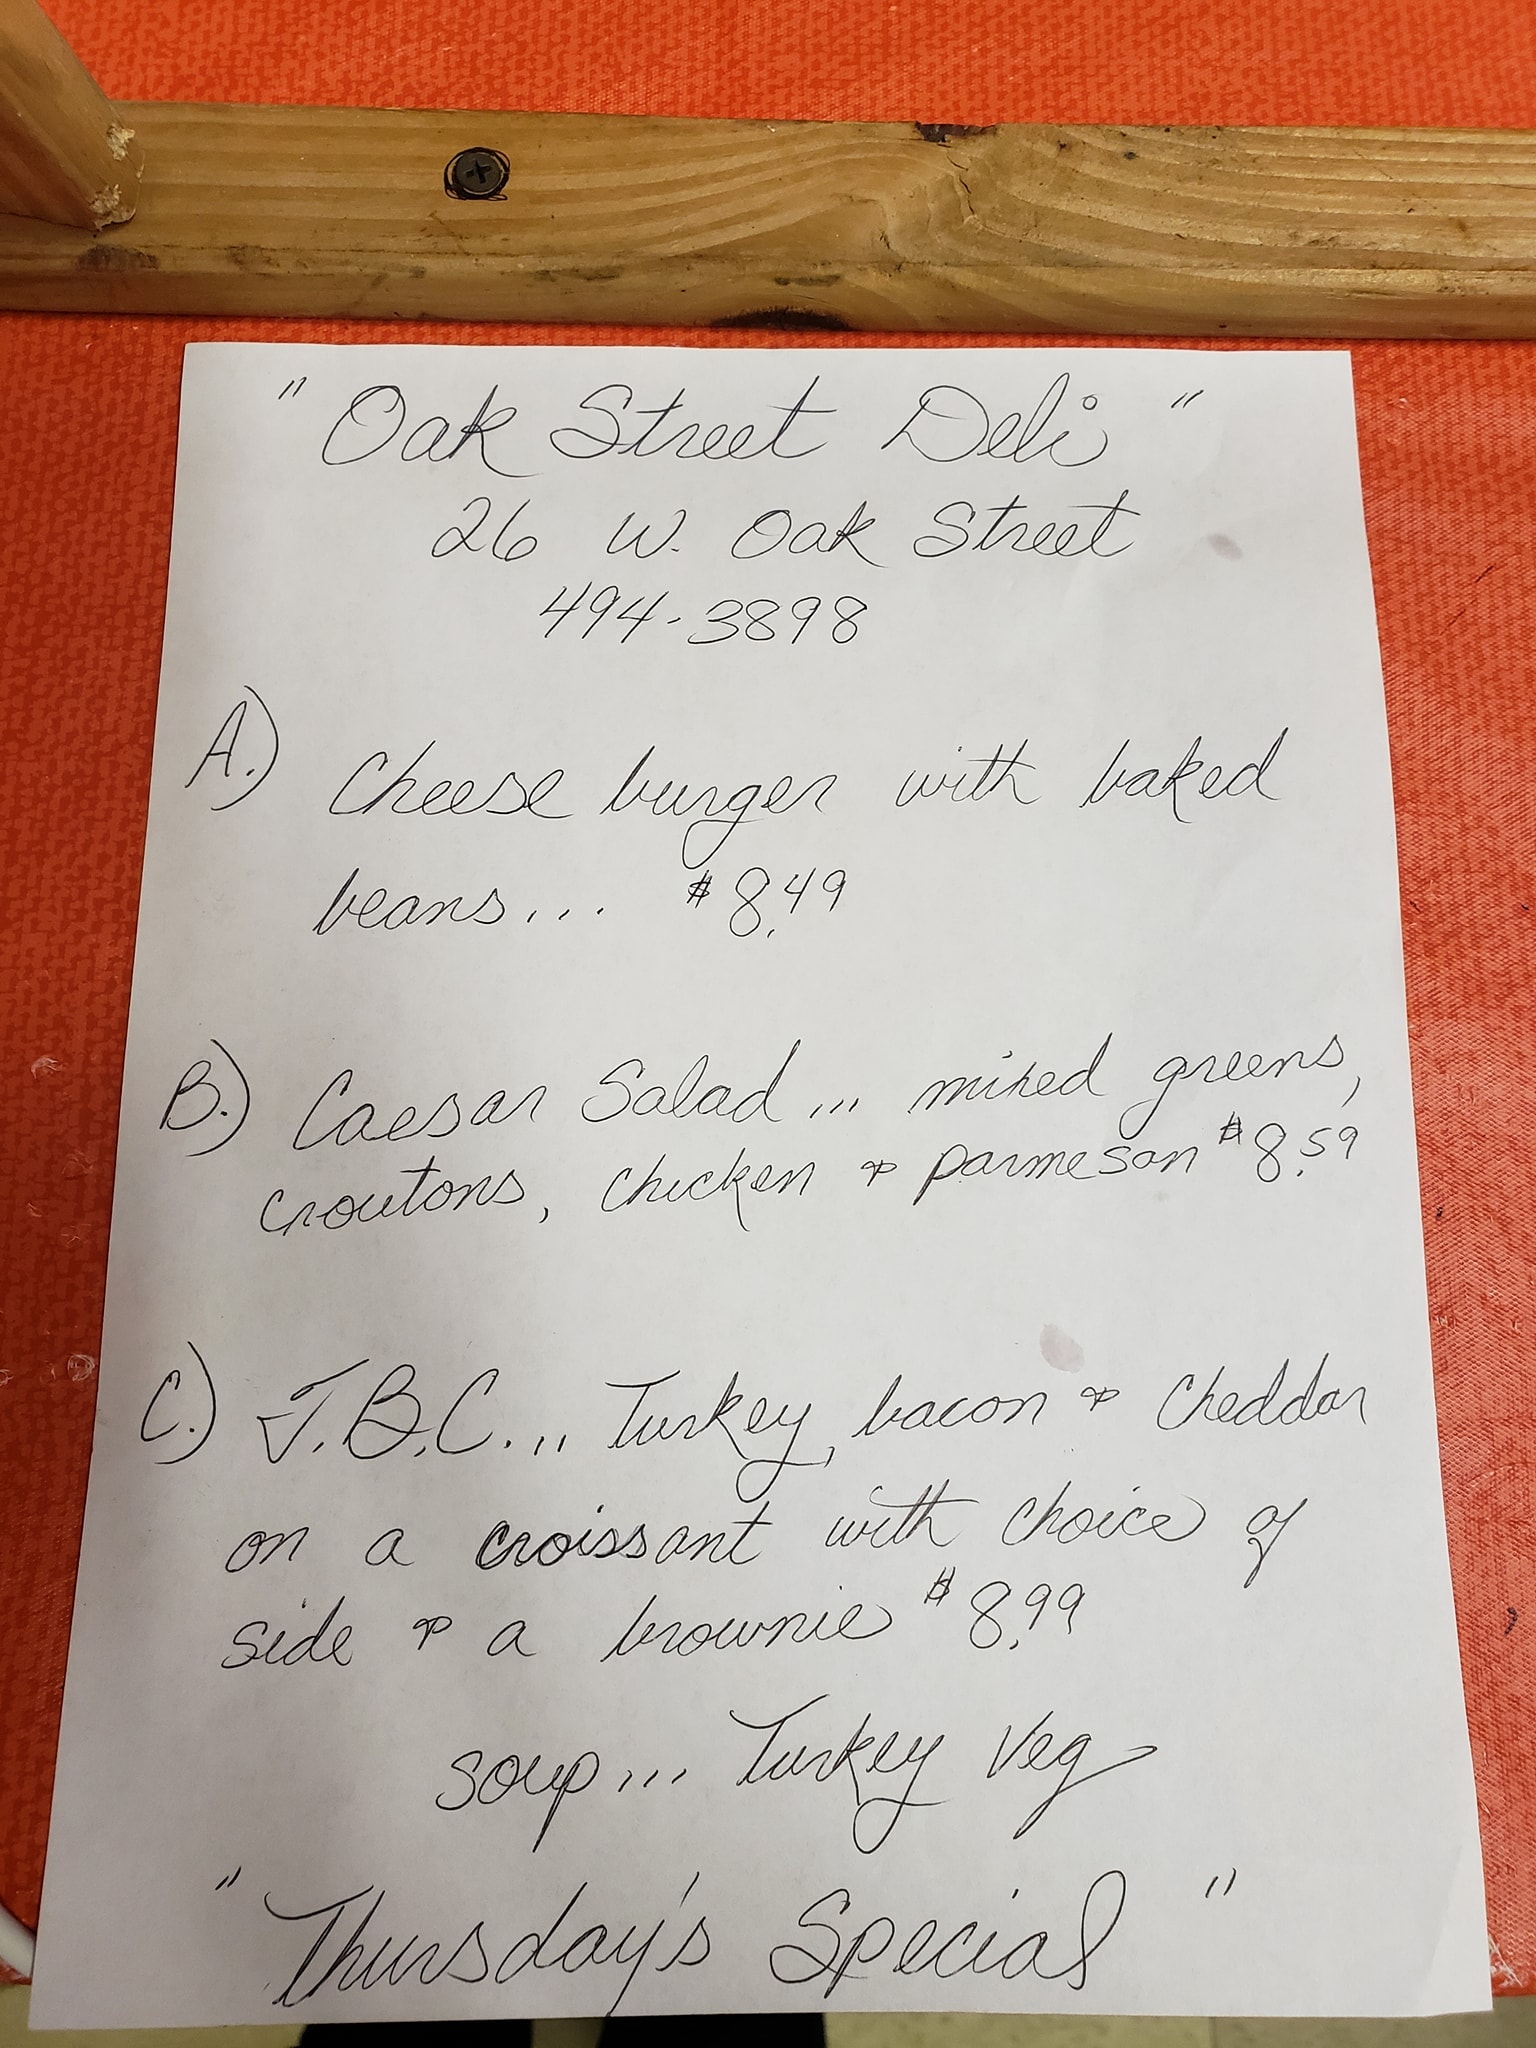 " Oak Street Deli "
26 W. Oak Street
494-3898
A.) Cheese burger with baked
beans... $8.49
B.) Caesar Salad... mixed greens,
croutons, chicken & parmesan $8.59
C.) T.B.C... Turkey, bacon & Cheddar
on a croissant with choice of
side & a brownie $8.99
soup... Turkey Veg
" Thursday's Special "